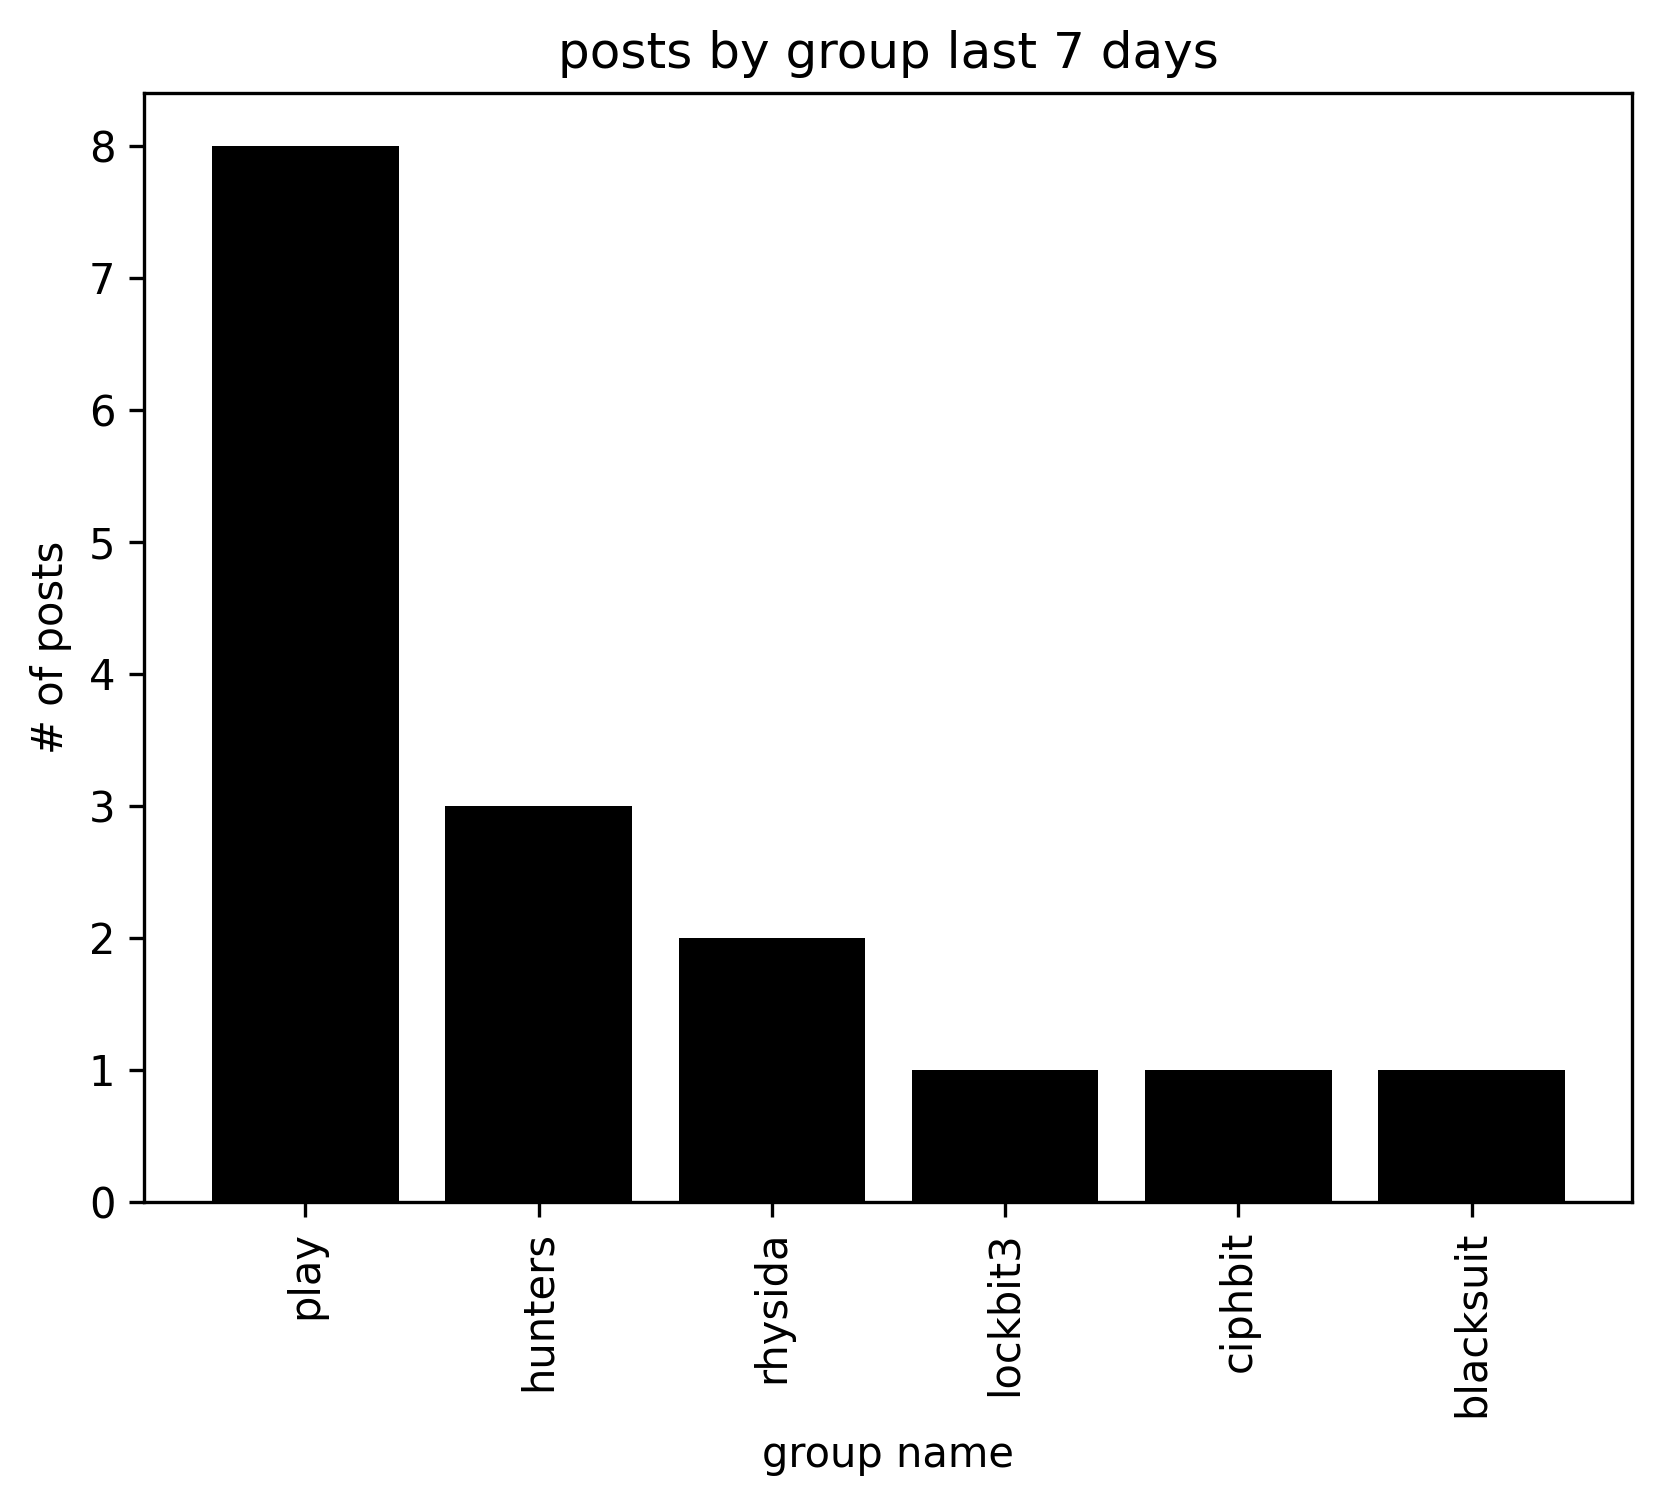 posts by group last 7 days
8
7
6
5
4
3
2
1
0
# of posts
play
hunters
rhysida
lockbit3
ciphbit
blacksuit
group name